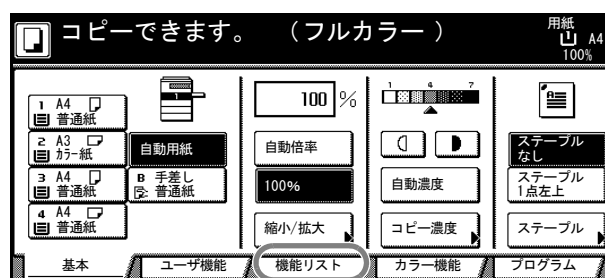 コピーできます。 （フルカラー ）
用紙
1 A4
100%
1 A4
普通紙
2 A3
ｶﾗｰ紙
3 A4
普通紙
4 A4
普通紙
自動用紙
B 手差し
普通紙
100 %
自動倍率
100%
縮小/拡大
1 4 7
自動濃度
コピー濃度
ステープル
なし
ステープル
1点左上
ステープル
基本
ユーザ機能
機能リスト
カラー機能
プログラム